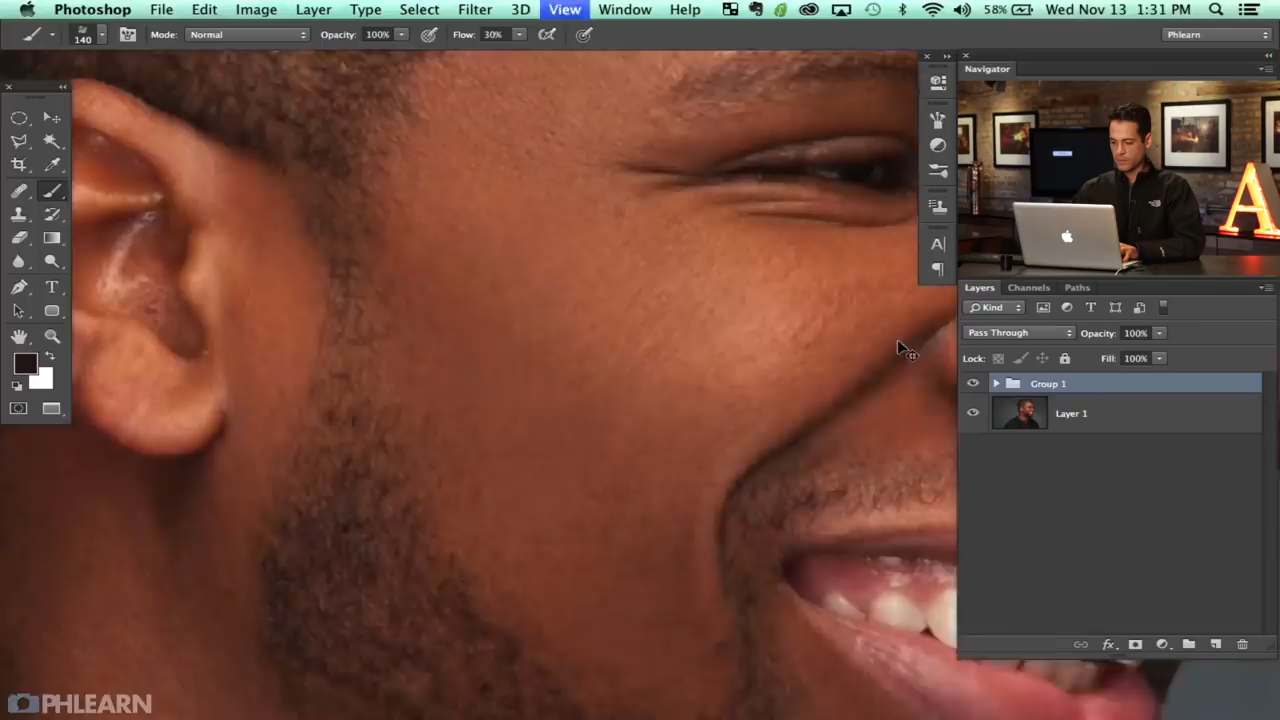 Photoshop File Edit Image Layer Type Select Filter 3D View Window Help 58% Wed Nov 13 1:31 PM
140 Mode: Normal Opacity: 100% Flow: 30% Phlearn
Navigator
A
Layers Channels Paths
Kind T
Pass Through Opacity: 100%
Lock: Fill: 100%
Group 1
Layer 1
fx
A|
T
PHLEARN